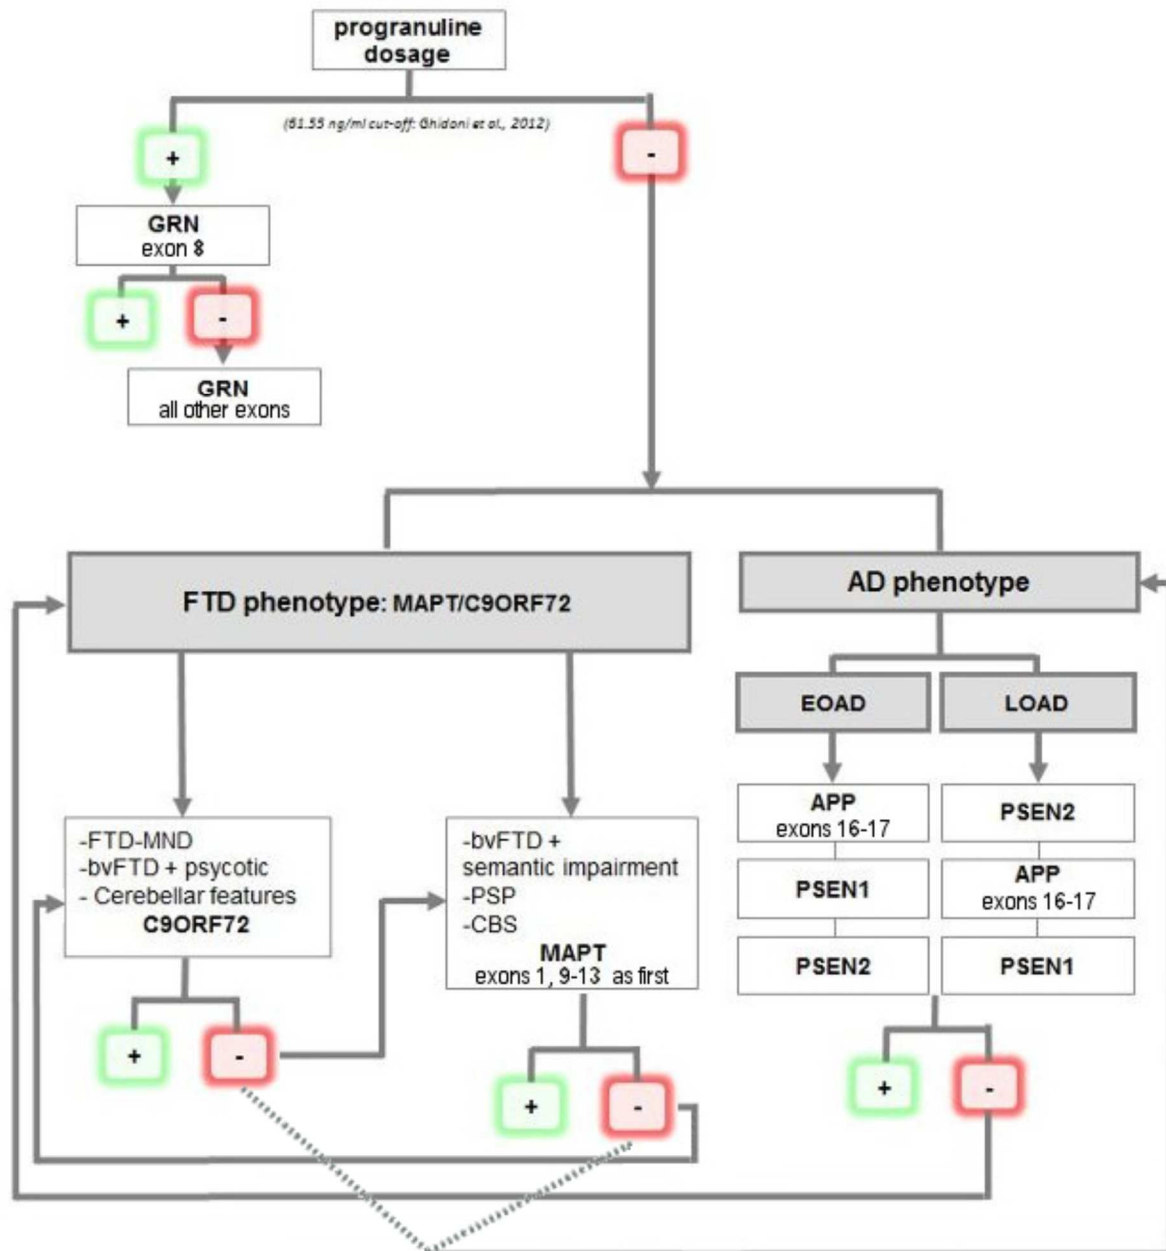 progranuline
dosage
(61.55 ng/ml cut-off: Ghidoni et al., 2012)
+
-
GRN
exon 8
+
-
GRN
all other exons
FTD phenotype: MAPT/C9ORF72
AD phenotype
EOAD
LOAD
-FTD-MND
-bvFTD + psycotic
- Cerebellar features
C9ORF72
-bvFTD +
semantic impairment
-PSP
-CBS
MAPT
exons 1, 9-13 as first
APP
exons 16-17
PSEN1
PSEN2
PSEN2
APP
exons 16-17
PSEN1
+
-
+
-
+
-